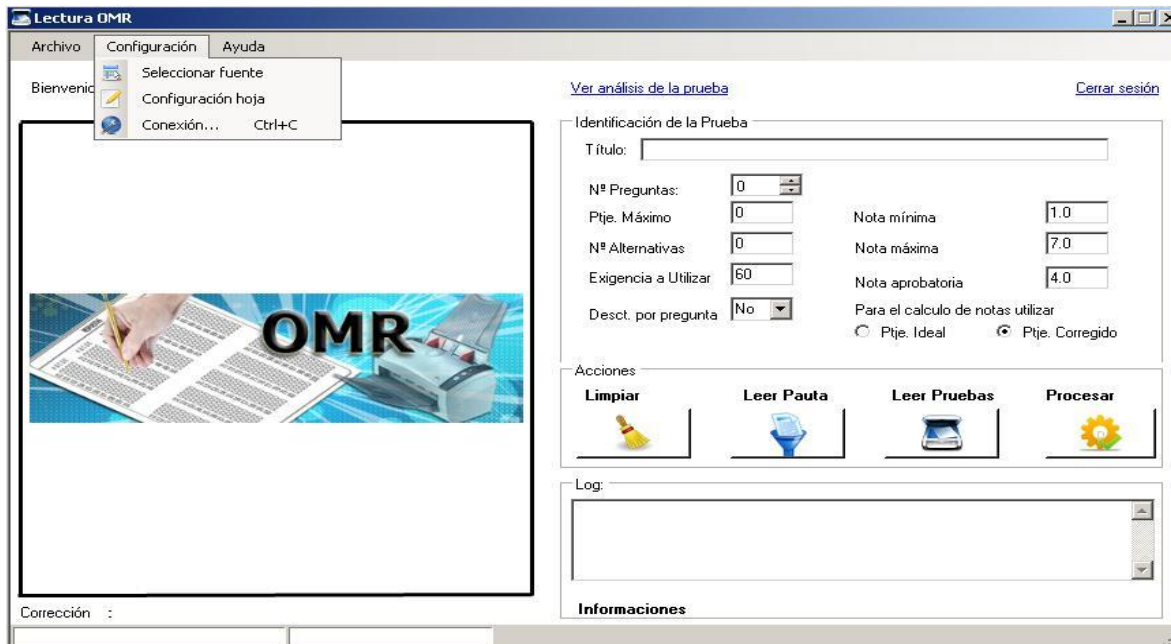 Lectura OMR
Archivo Configuración Ayuda
Seleccionar fuente
Configuración hoja
Conexión... Ctrl+C
Bienvenic
Ver análisis de la prueba Cerrar sesión
Identificación de la Prueba
Título:
Nº Preguntas: 0
Ptje. Máximo 0 Nota mínima 1.0
Nº Alternativas 0 Nota máxima 7.0
Exigencia a Utilizar 60 Nota aprobatoria 4.0
Desct. por pregunta No Para el calculo de notas utilizar
Ptje. Ideal Ptje. Corregido
OMR
Acciones
Limpiar Leer Pauta Leer Pruebas Procesar
Log:
Informaciones
Corrección :